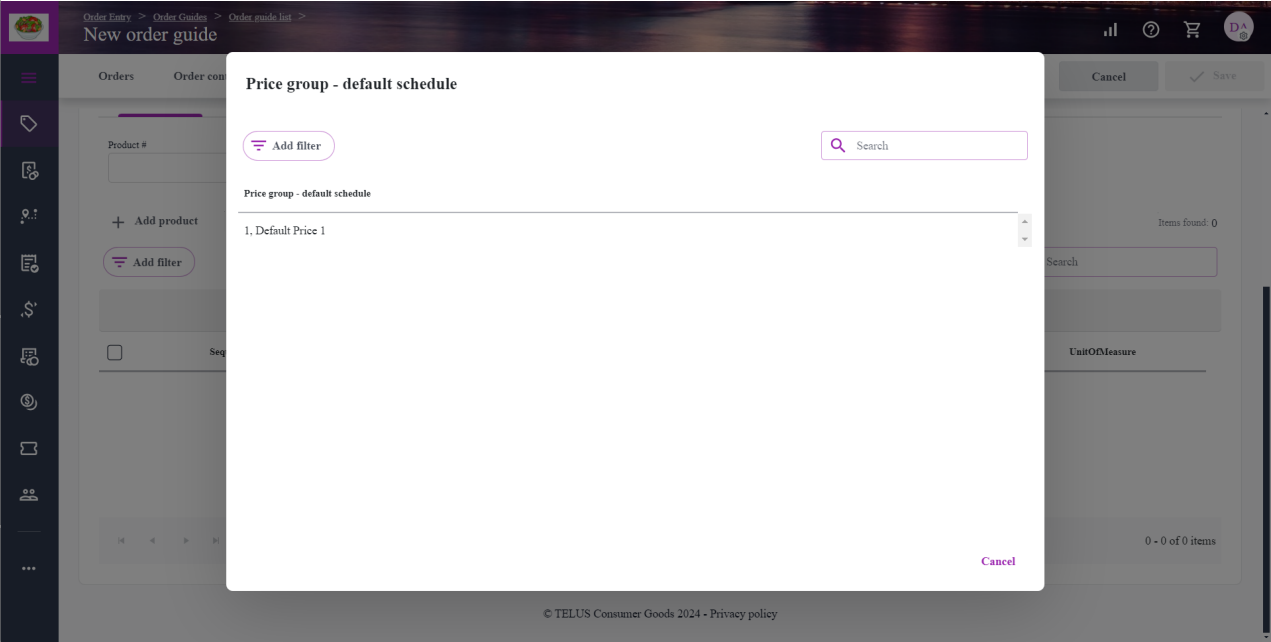 Order Entry > Order Guides > Order guide list >
New order guide
DA
Orders
Order con
Cancel
Save
Price group - default schedule
Add filter
Search
Price group - default schedule
1, Default Price 1
Cancel
Product #
Add product
Items found: 0
Add filter
Search
Seq
UnitOfMeasure
0 - 0 of 0 items
© TELUS Consumer Goods 2024 - Privacy policy